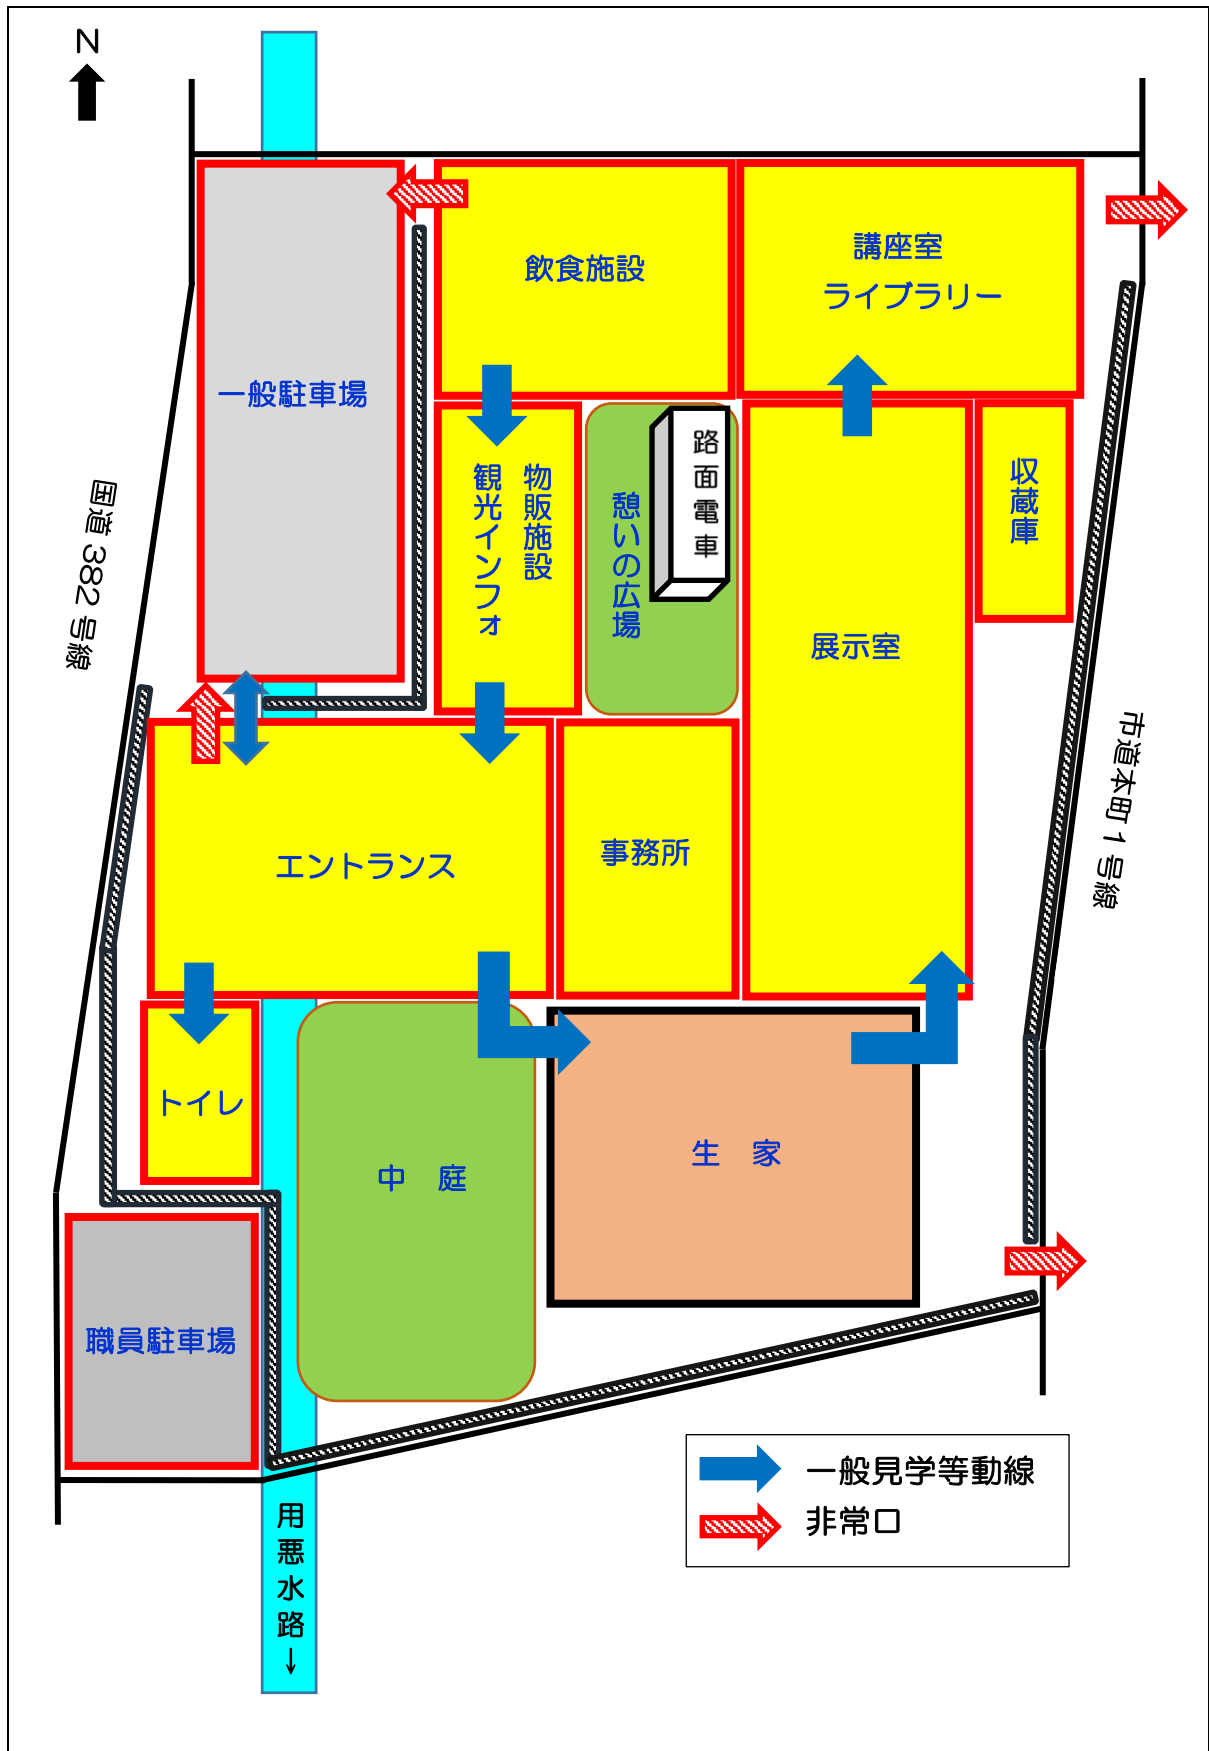 N
飲食施設
講座室
ライブラリー
一般駐車場
路面電車
物販施設
観光インフォ
憩いの広場
収蔵庫
国道382号線
展示室
市道本町1号線
エントランス
事務所
トイレ
中 庭
生 家
職員駐車場
一般見学等動線
非常口
用悪水路↓